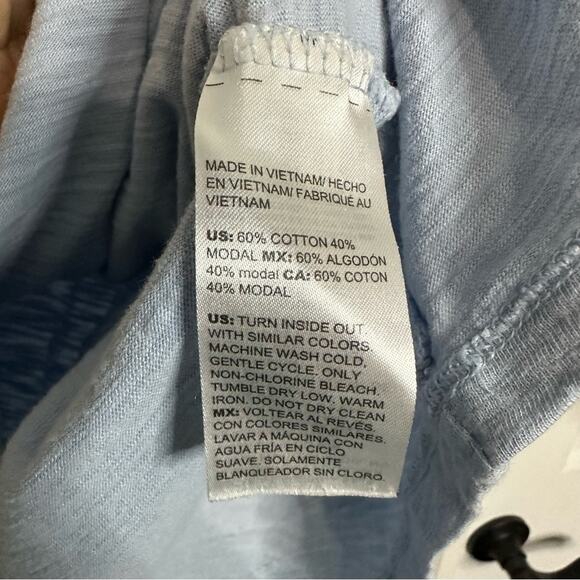 MADE IN VIETNAM/ HECHO
EN VIETNAM/ FABRIQUÉ AU
VIETNAM
US: 60% COTTON 40%
MODAL MX: 60% ALGODÓN
40% modal CA: 60% COTON
40% MODAL
US: TURN INSIDE OUT.
WITH SIMILAR COLORS.
MACHINE WASH COLD,
GENTLE CYCLE. ONLY
NON-CHLORINE BLEACH.
TUMBLE DRY LOW. WARM
IRON. DO NOT DRY CLEAN
MX: VOLTEAR AL REVÉS.
CON COLORES SIMILARES.
LAVAR A MÁQUINA CON
AGUA FRÍA EN CICLO
SUAVE. SOLAMENTE
BLANQUEADOR SIN CLORO.